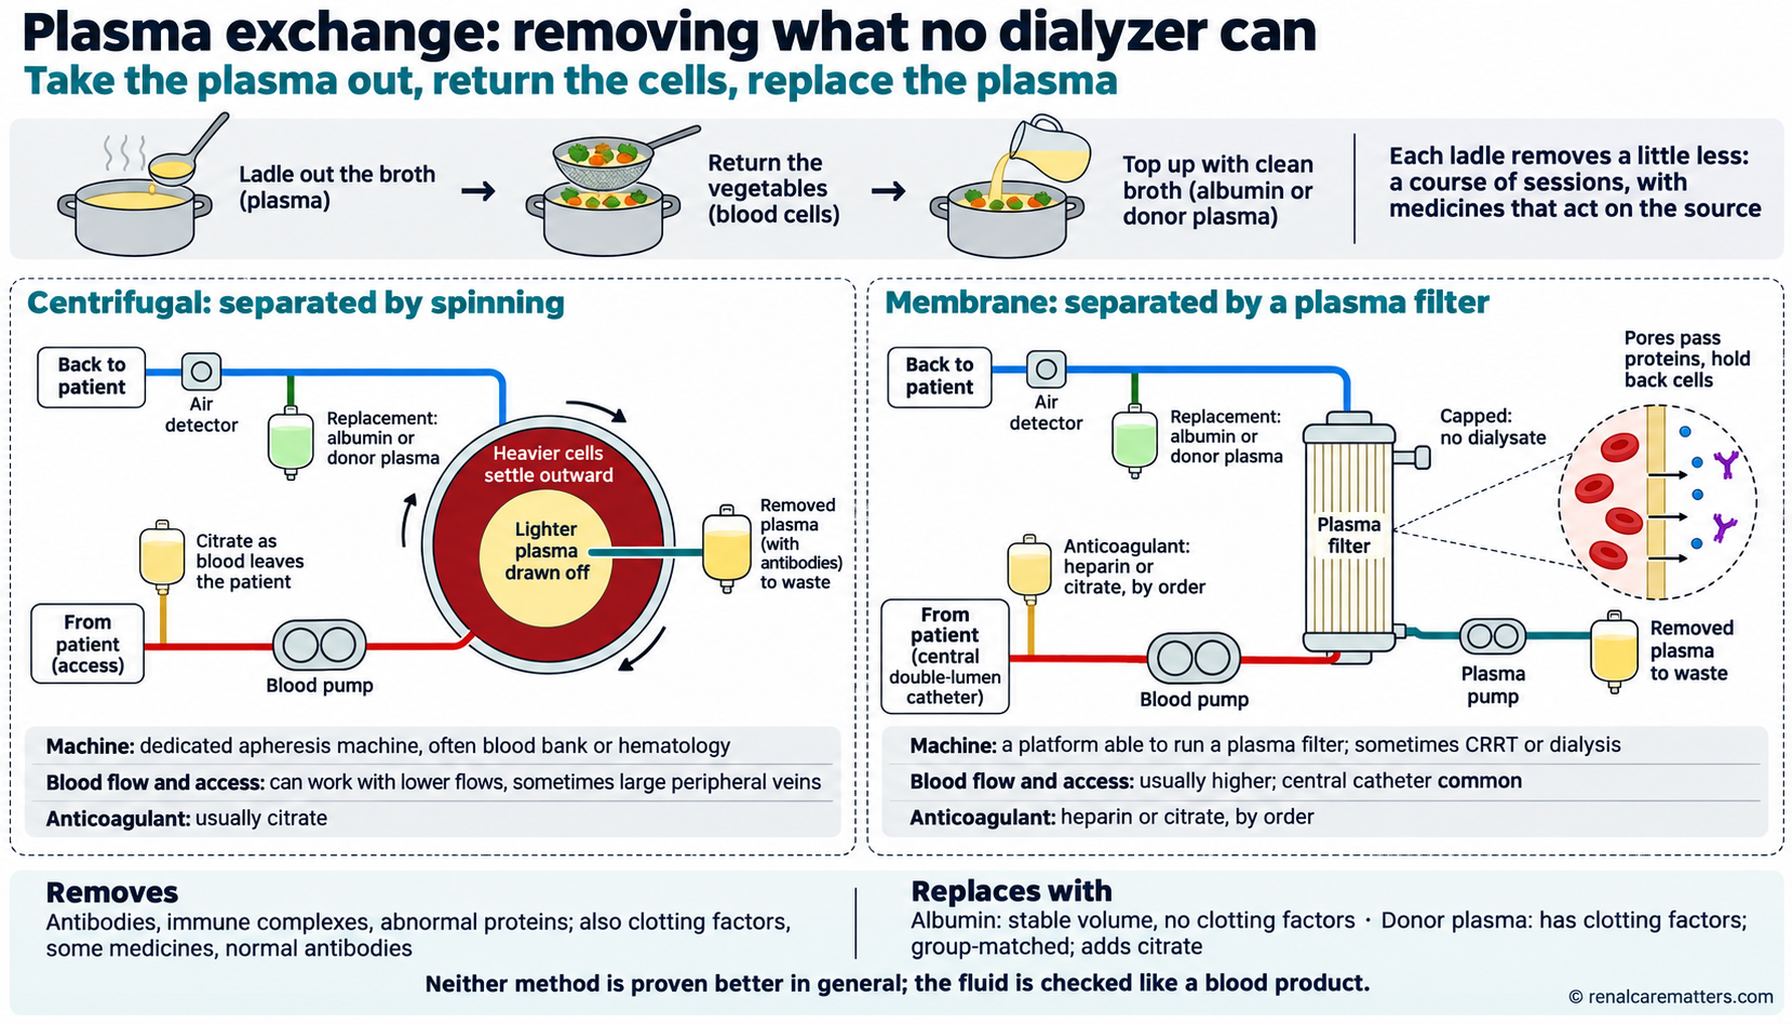 Plasma exchange: removing what no dialyzer can
Take the plasma out, return the cells, replace the plasma
Ladle out the broth
(plasma)
→
Return the
vegetables
(blood cells)
→
Top up with clean
broth (albumin or
donor plasma)
Each ladle removes a little less:
a course of sessions, with
medicines that act on the source
Centrifugal: separated by spinning
Back to
patient
Air
detector
Replacement:
albumin or
donor plasma
Heavier cells
settle outward
Lighter
plasma
drawn off
Removed
plasma
(with
antibodies)
to waste
Citrate as
blood leaves
the patient
From
patient
(access)
Blood pump
Machine: dedicated apheresis machine, often blood bank or hematology
Blood flow and access: can work with lower flows, sometimes large peripheral veins
Anticoagulant: usually citrate
Membrane: separated by a plasma filter
Back to
patient
Air
detector
Replacement:
albumin or
donor plasma
Capped:
no dialysate
Pores pass
proteins, hold
back cells
Plasma
filter
Anticoagulant:
heparin or
citrate, by order
From
patient
(central
double-lumen
catheter)
Blood pump
Plasma
pump
Removed
plasma
to waste
Machine: a platform able to run a plasma filter; sometimes CRRT or dialysis
Blood flow and access: usually higher; central catheter common
Anticoagulant: heparin or citrate, by order
Removes
Antibodies, immune complexes, abnormal proteins; also clotting factors,
some medicines, normal antibodies
Replaces with
Albumin: stable volume, no clotting factors · Donor plasma: has clotting factors;
group-matched; adds citrate
Neither method is proven better in general; the fluid is checked like a blood product.
© renalcarematters.com